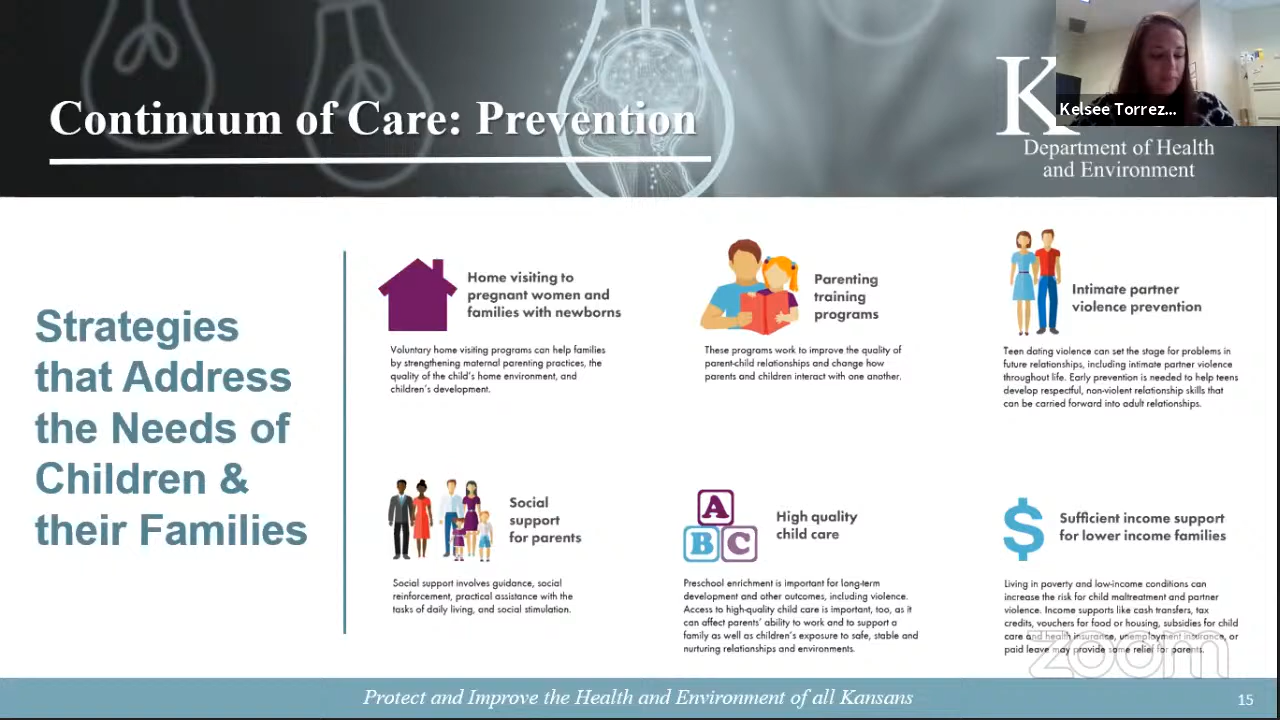 Continuum of Care: Prevention
K
Department of Health
and Environment
Kelsee Torrez...
Strategies
that Address
the Needs of
Children &
their Families
Home visiting to
pregnant women and
families with newborns
Voluntary home visiting programs can help families
by strengthening maternal parenting practices, the
quality of the child's home environment, and
children's development.
Parenting
training
programs
These programs work to improve the quality of
parent-child relationships and change how
parents and children interact with one another.
Intimate partner
violence prevention
Teen dating violence can set the stage for problems in
future relationships, including intimate partner violence
throughout life. Early prevention is needed to help teens
develop respectful, non-violent relationship skills that
can be carried forward into adult relationships.
Social
support
for parents
Social support involves guidance, social
reinforcement, practical assistance with the
tasks of daily living, and social stimulation.
A
B C
High quality
child care
Preschool enrichment is important for long-term
development and other outcomes, including violence.
Access to high-quality child care is important, too, as it
can affect parents' ability to work and to support a
family as well as children's exposure to safe, stable and
nurturing relationships and environments.
$
Sufficient income support
for lower income families
Living in poverty and low-income conditions can
increase the risk for child maltreatment and partner
violence. Income supports like cash transfers, tax
credits, vouchers for food or housing, subsidies for child
care and health insurance, unemployment insurance, or
paid leave may provide some relief for parents.
zoom
Protect and Improve the Health and Environment of all Kansans
15